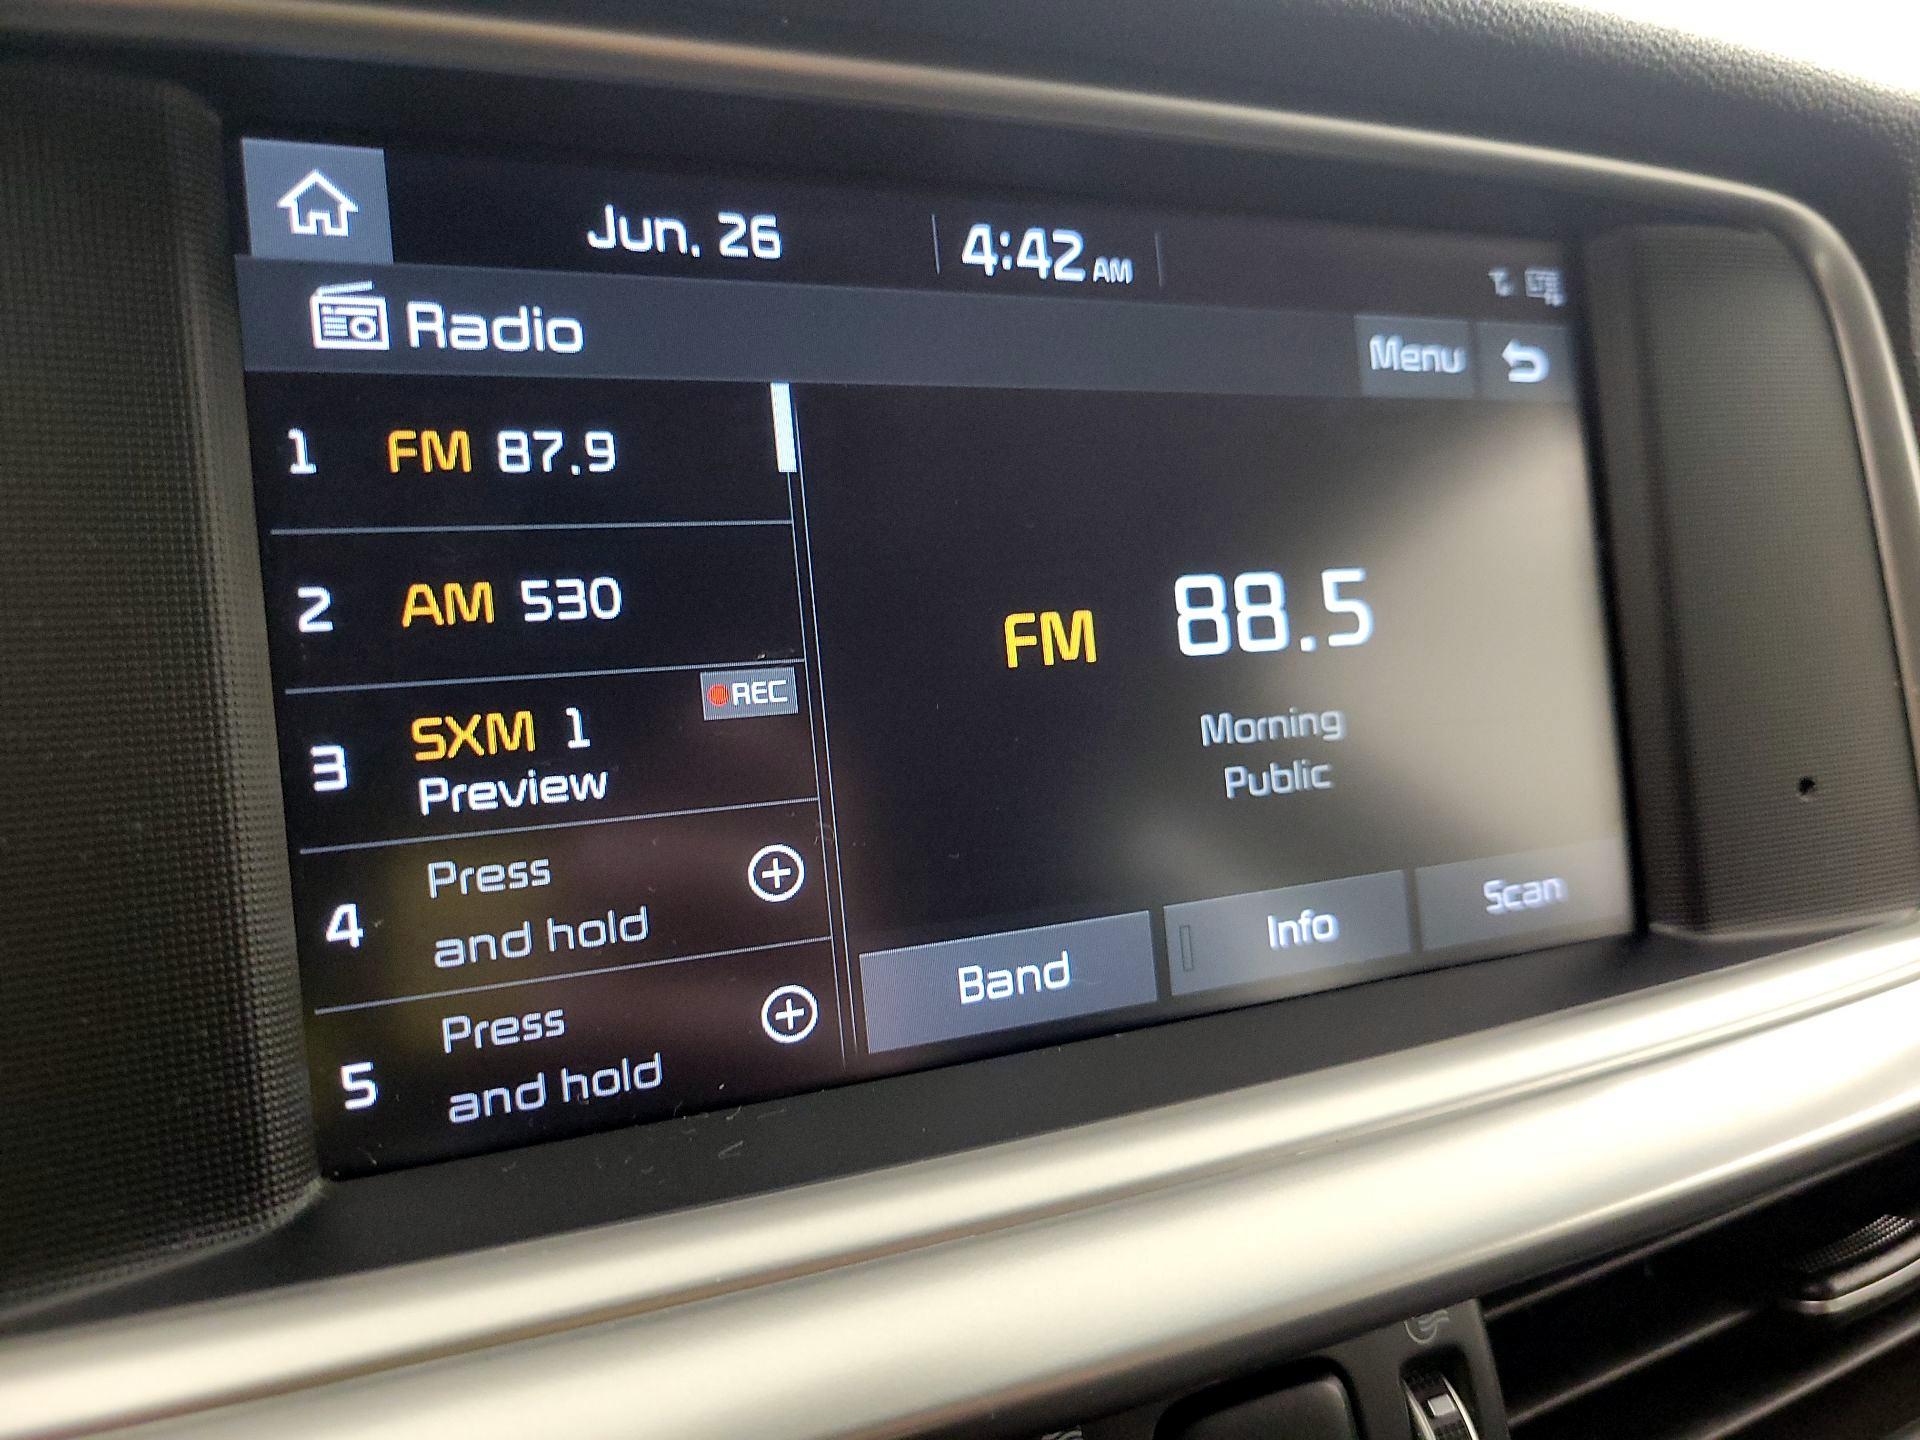 Jun. 26
4:42 AM
Radio
Menu
1 FM 87.9
2 AM 530
REC
3 SXM 1
Preview
4 Press
and hold
5 Press
and hold
FM 88.5
Morning
Public
Band
Info
Scan